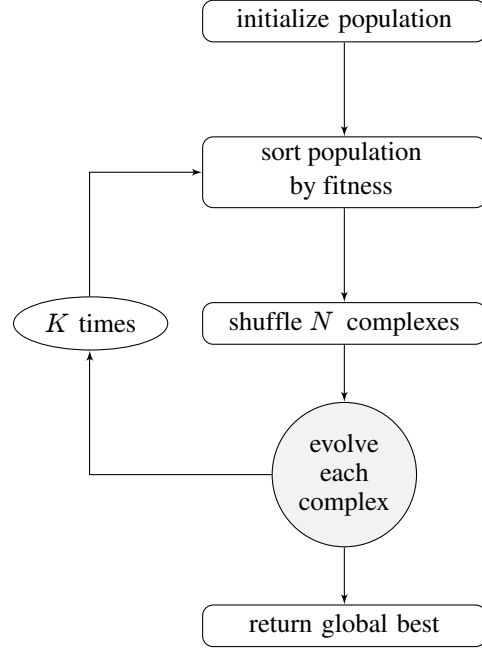 initialize population
sort population
by fitness
K times
shuffle N complexes
evolve
each
complex
return global best